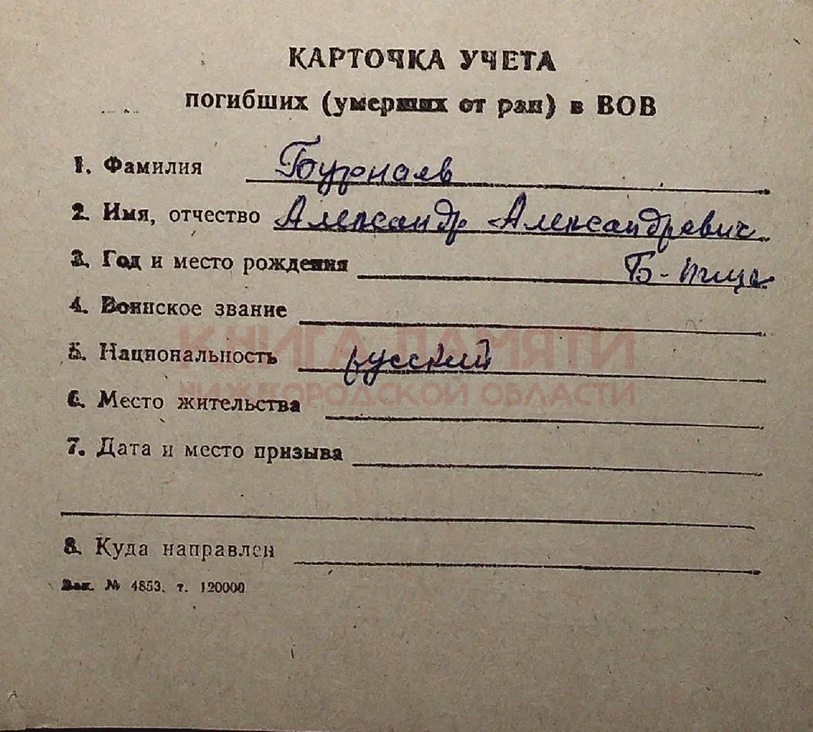 КАРТОЧКА УЧЕТА
погибших (умерших от ран) в ВОВ
1. Фамилия Бурнаев
2. Имя, отчество Александр Александревич
3. Год и место рождения Б-пица
4. Воинское звание
КНИГА ПАМЯТИ
5. Национальность русский
НИЖЕГОРОДСКОЙ ОБЛАСТИ
6. Место жительства
7. Дата и место призыва
8. Куда направлен
Зак. № 4853. т. 120000